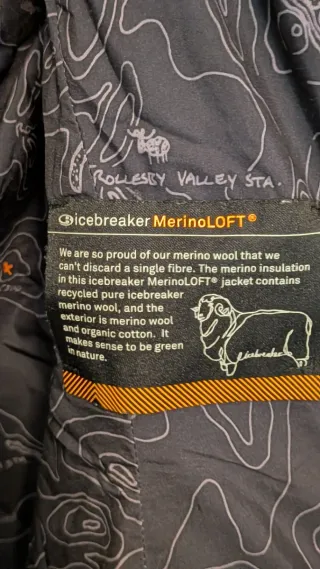 ROLLESBY VALLEY STA.
icebreaker MerinoLOFT®
We are so proud of our merino wool that we
can't discard a single fibre. The merino insulation
in this icebreaker MerinoLOFT® jacket contains
recycled pure icebreaker
merino wool, and the
exterior is merino wool
and organic cotton. It
makes sense to be green
in nature.
icebreaker